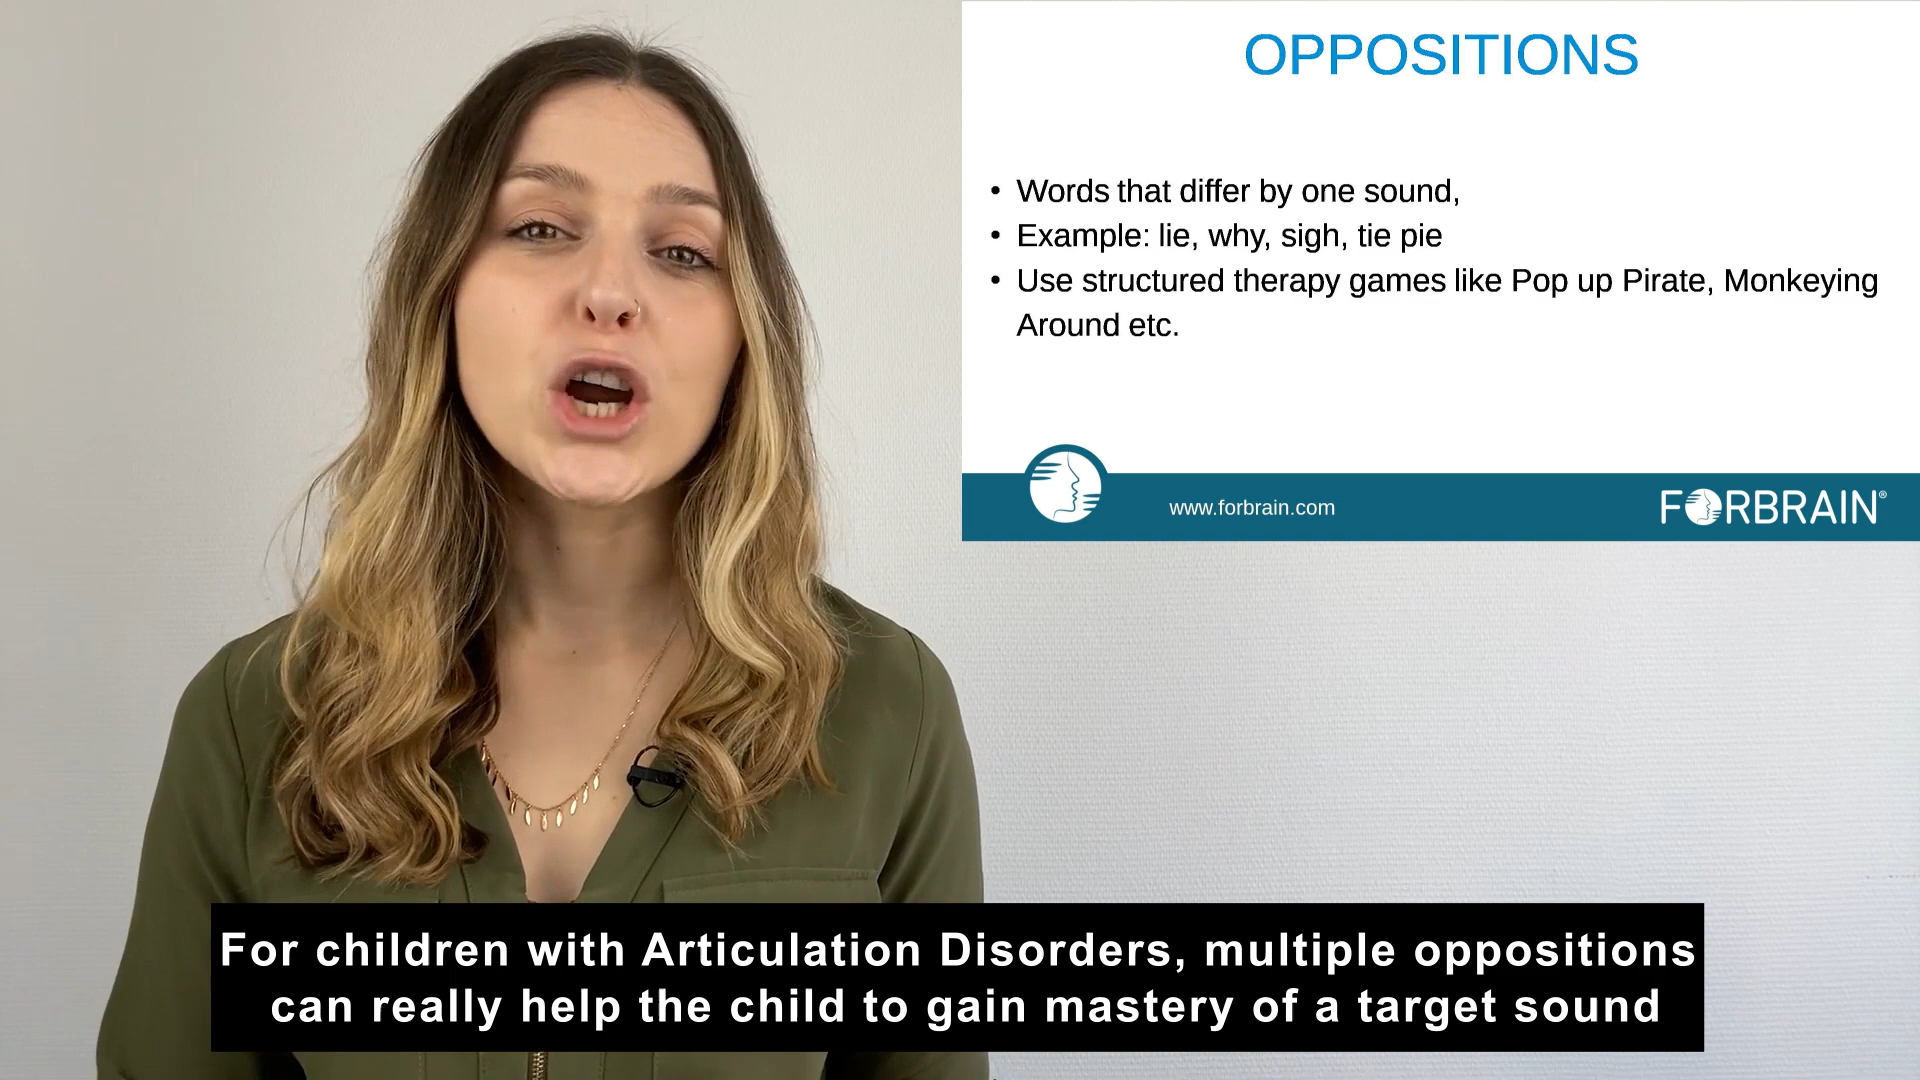 OPPOSITIONS
• Words that differ by one sound,
• Example: lie, why, sigh, tie pie
• Use structured therapy games like Pop up Pirate, Monkeying
Around etc.
www.forbrain.com
FORBRAIN®
For children with Articulation Disorders, multiple oppositions
can really help the child to gain mastery of a target sound